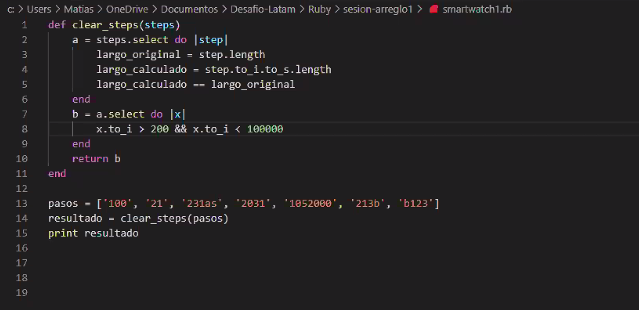 c: > Users > Matias > OneDrive > Documentos > Desafio-Latam > Ruby > sesion-arreglo1 > smartwatch1.rb
1 def clear_steps(steps)
2     a = steps.select do |step|
3         largo_original = step.length
4         largo_calculado = step.to_i.to_s.length
5         largo_calculado == largo_original
6     end
7     b = a.select do |x|
8         x.to_i > 200 && x.to_i < 100000
9     end
10     return b
11 end
12
13 pasos = ['100', '21', '231as', '2031', '1052000', '213b', 'b123']
14 resultado = clear_steps(pasos)
15 print resultado
16
17
18
19